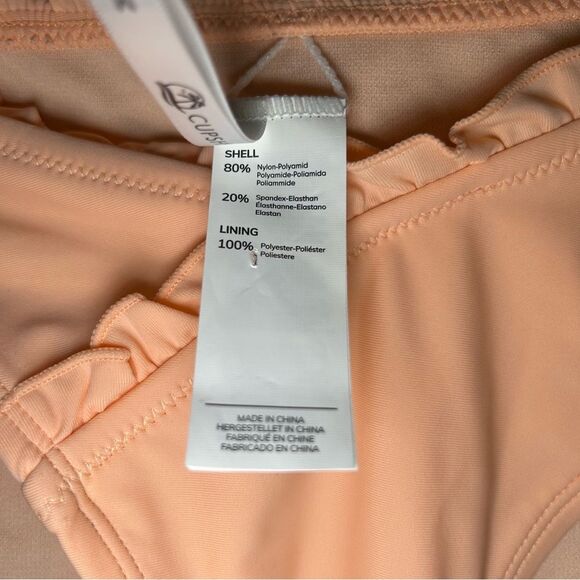 CUPS
SHELL
80% Nylon-Polyamid
Polyamide-Poliamida
Poliammide
20% Spandex-Elasthan
Élasthanne-Elastano
Elastan
LINING
100% Polyester-Poliéster
Poliestere
MADE IN CHINA
HERGESTELLET IN CHINA
FABRIQUÉ EN CHINE
FABRICADO EN CHINA